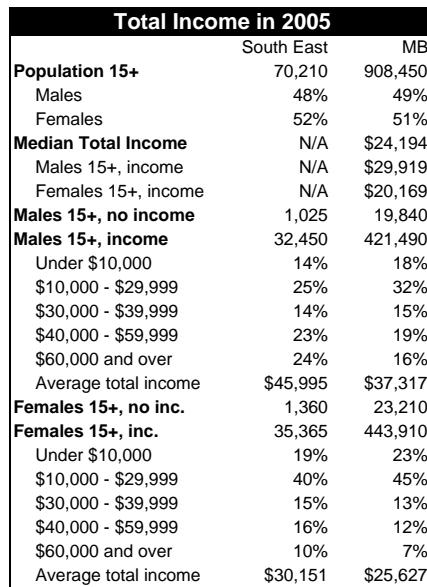 Total Income in 2005
South East MB
Population 15+ 70,210 908,450
Males 48% 49%
Females 52% 51%
Median Total Income N/A $24,194
Males 15+, income N/A $29,919
Females 15+, income N/A $20,169
Males 15+, no income 1,025 19,840
Males 15+, income 32,450 421,490
Under $10,000 14% 18%
$10,000 - $29,999 25% 32%
$30,000 - $39,999 14% 15%
$40,000 - $59,999 23% 19%
$60,000 and over 24% 16%
Average total income $45,995 $37,317
Females 15+, no inc. 1,360 23,210
Females 15+, inc. 35,365 443,910
Under $10,000 19% 23%
$10,000 - $29,999 40% 45%
$30,000 - $39,999 15% 13%
$40,000 - $59,999 16% 12%
$60,000 and over 10% 7%
Average total income $30,151 $25,627